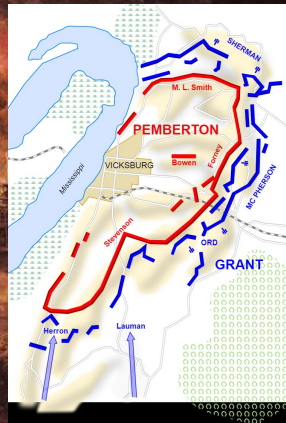 SHERMAN
M. L. Smith
PEMBERTON
Forney
Bowen
VICKSBURG
Mississippi
MC PHERSON
Stevenson
ORD
GRANT
Herron
Lauman